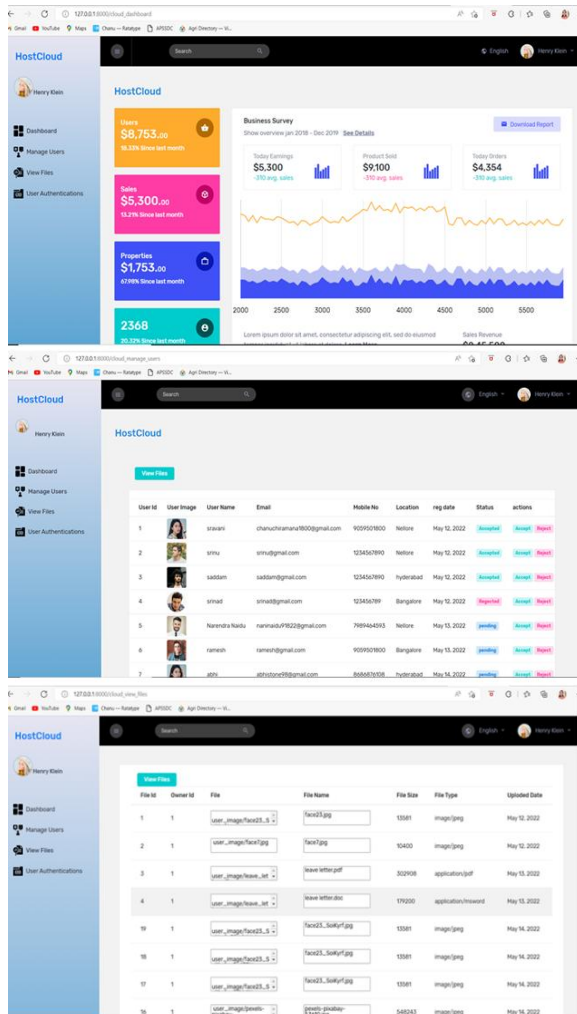 127.0.0.1:8000/cloud_dashboard
Gmail YouTube Maps Chanu — Ratatype APSSDC Agri Directory — Vi...
HostCloud Search English Henry Klein
Henry Klein
HostCloud
Dashboard
Manage Users
View Files
User Authentications
Users
$8,753.00
Since last month
Sales
$5,300.00
13.21% Since last month
Properties
$1,753.00
67.98% Since last month
2368
20.32% Since last month
Business Survey
Show overview jan 2018 - Dec 2019 See Details
Download Report
Today Earnings
$5,300
-310 avg. sales
Product Sold
$9,100
-310 avg. sales
Today Orders
$4,354
-310 avg. sales
2000 2500 3000 3500 4000 4500 5000 5500
Lorem ipsum dolor sit amet, consectetur adipiscing elit, sed do eiusmod
Sales Revenue
127.0.0.1:8000/cloud_manage_users
Gmail YouTube Maps Chanu — Ratatype APSSDC Agri Directory — Vi...
HostCloud Search English Henry Klein
Henry Klein
HostCloud
Dashboard
Manage Users
View Files
User Authentications
View Files
User Id User Image User Name Email Mobile No Location reg date Status actions
1 sravani chanuchiramana1800@gmail.com 9059501800 Nellore May 12, 2022 Accepted Accept Reject
2 srinu srinu@gmail.com 1234567890 Nellore May 12, 2022 Accepted Accept Reject
3 saddam saddam@gmail.com 1234567890 hyderabad May 12, 2022 Accepted Accept Reject
4 srinad srinad@gmail.com 123456789 Bangalore May 12, 2022 Rejected Accept Reject
5 Narendra Naidu naninaidu91822@gmail.com 7989464593 Nellore May 13, 2022 pending Accept Reject
6 ramesh ramesh@gmail.com 9059501800 Bangalore May 13, 2022 pending Accept Reject
7 abhi abhistone98@gmail.com 8686876108 hyderabad May 14, 2022 pending Accept Reject
127.0.0.1:8000/cloud_view_files
Gmail YouTube Maps Chanu — Ratatype APSSDC Agri Directory — Vi...
HostCloud Search English Henry Klein
Henry Klein
Dashboard
Manage Users
View Files
User Authentications
View Files
File Id Owner Id File File Name File Size File Type Uploded Date
1 1 user_image/face23_S face23.jpg 13581 image/jpeg May 12, 2022
2 1 user_image/face7.jpg face7.jpg 10400 image/jpeg May 12, 2022
3 1 user_image/leave_let leave letter.pdf 302908 application/pdf May 13, 2022
4 1 user_image/leave_let leave letter.doc 179200 application/msword May 13, 2022
19 1 user_image/face23_S face23_SoiKyrf.jpg 13581 image/jpeg May 14, 2022
18 1 user_image/face23_S face23_SoiKyrf.jpg 13581 image/jpeg May 14, 2022
17 1 user_image/face23_S face23_SoiKyrf.jpg 13581 image/jpeg May 14, 2022
16 1 user_image/pexels- pexels-pixabay- 548243 image/jpeg May 14, 2022